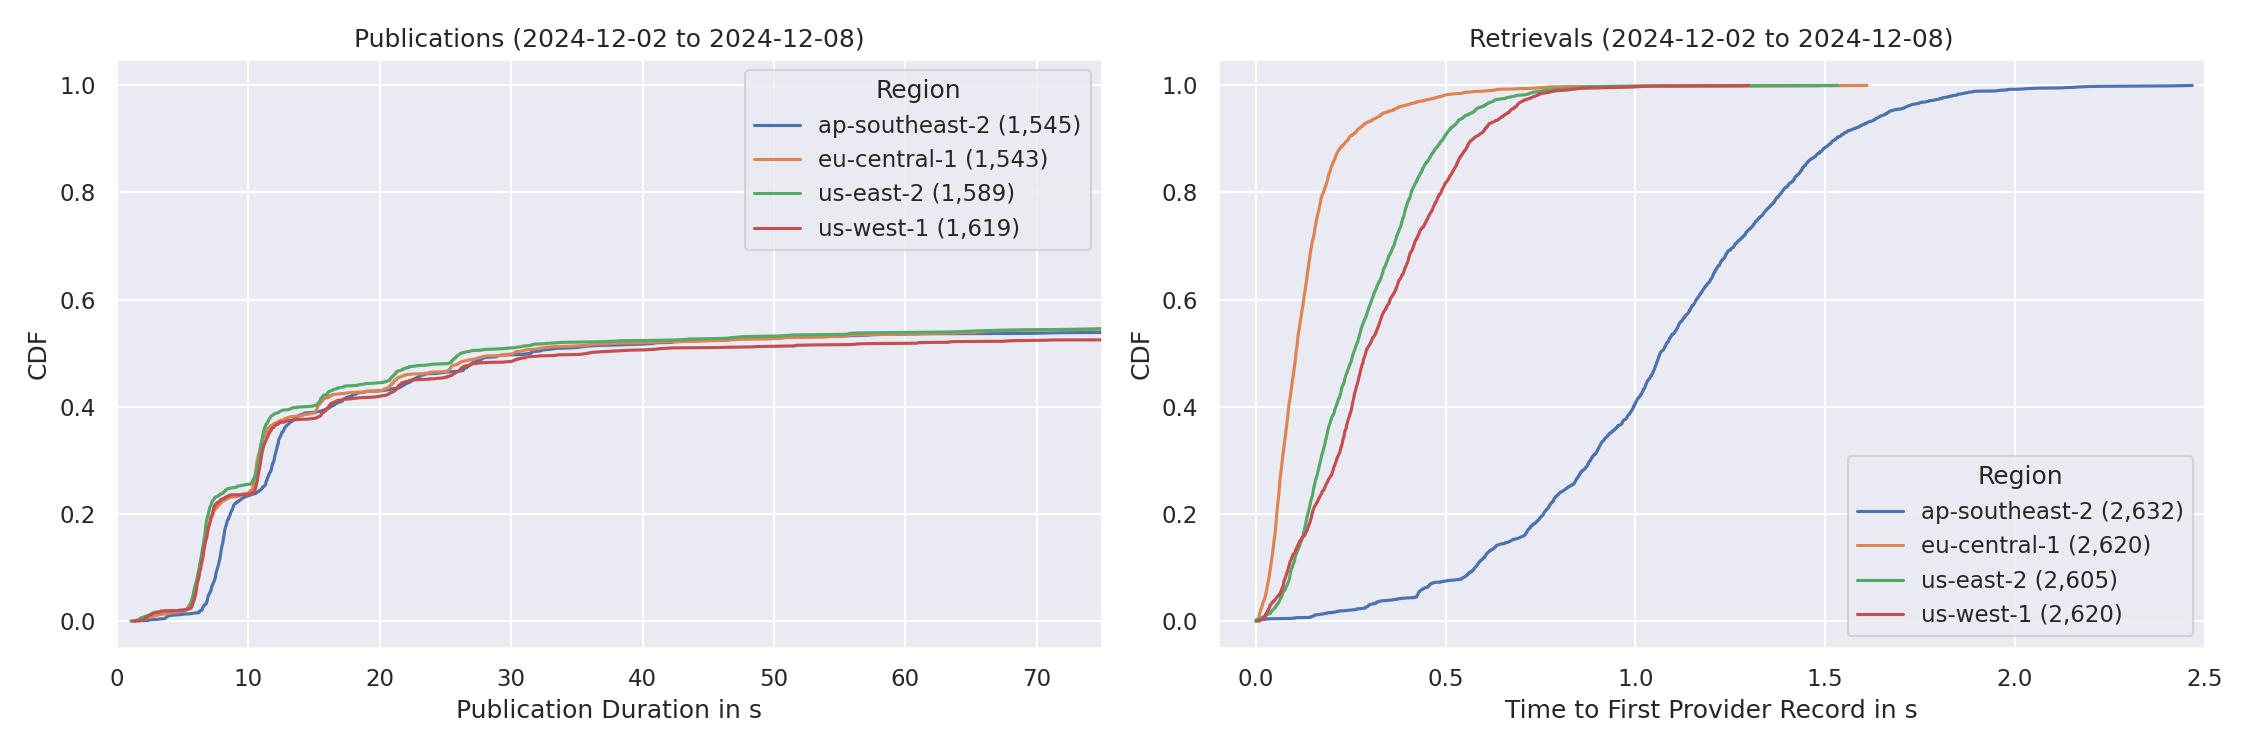 Publications (2024-12-02 to 2024-12-08)
CDF
1.0
0.8
0.6
0.4
0.2
0.0
0 10 20 30 40 50 60 70
Publication Duration in s
Region
ap-southeast-2 (1,545)
eu-central-1 (1,543)
us-east-2 (1,589)
us-west-1 (1,619)
Retrievals (2024-12-02 to 2024-12-08)
CDF
1.0
0.8
0.6
0.4
0.2
0.0
0.0 0.5 1.0 1.5 2.0 2.5
Time to First Provider Record in s
Region
ap-southeast-2 (2,632)
eu-central-1 (2,620)
us-east-2 (2,605)
us-west-1 (2,620)